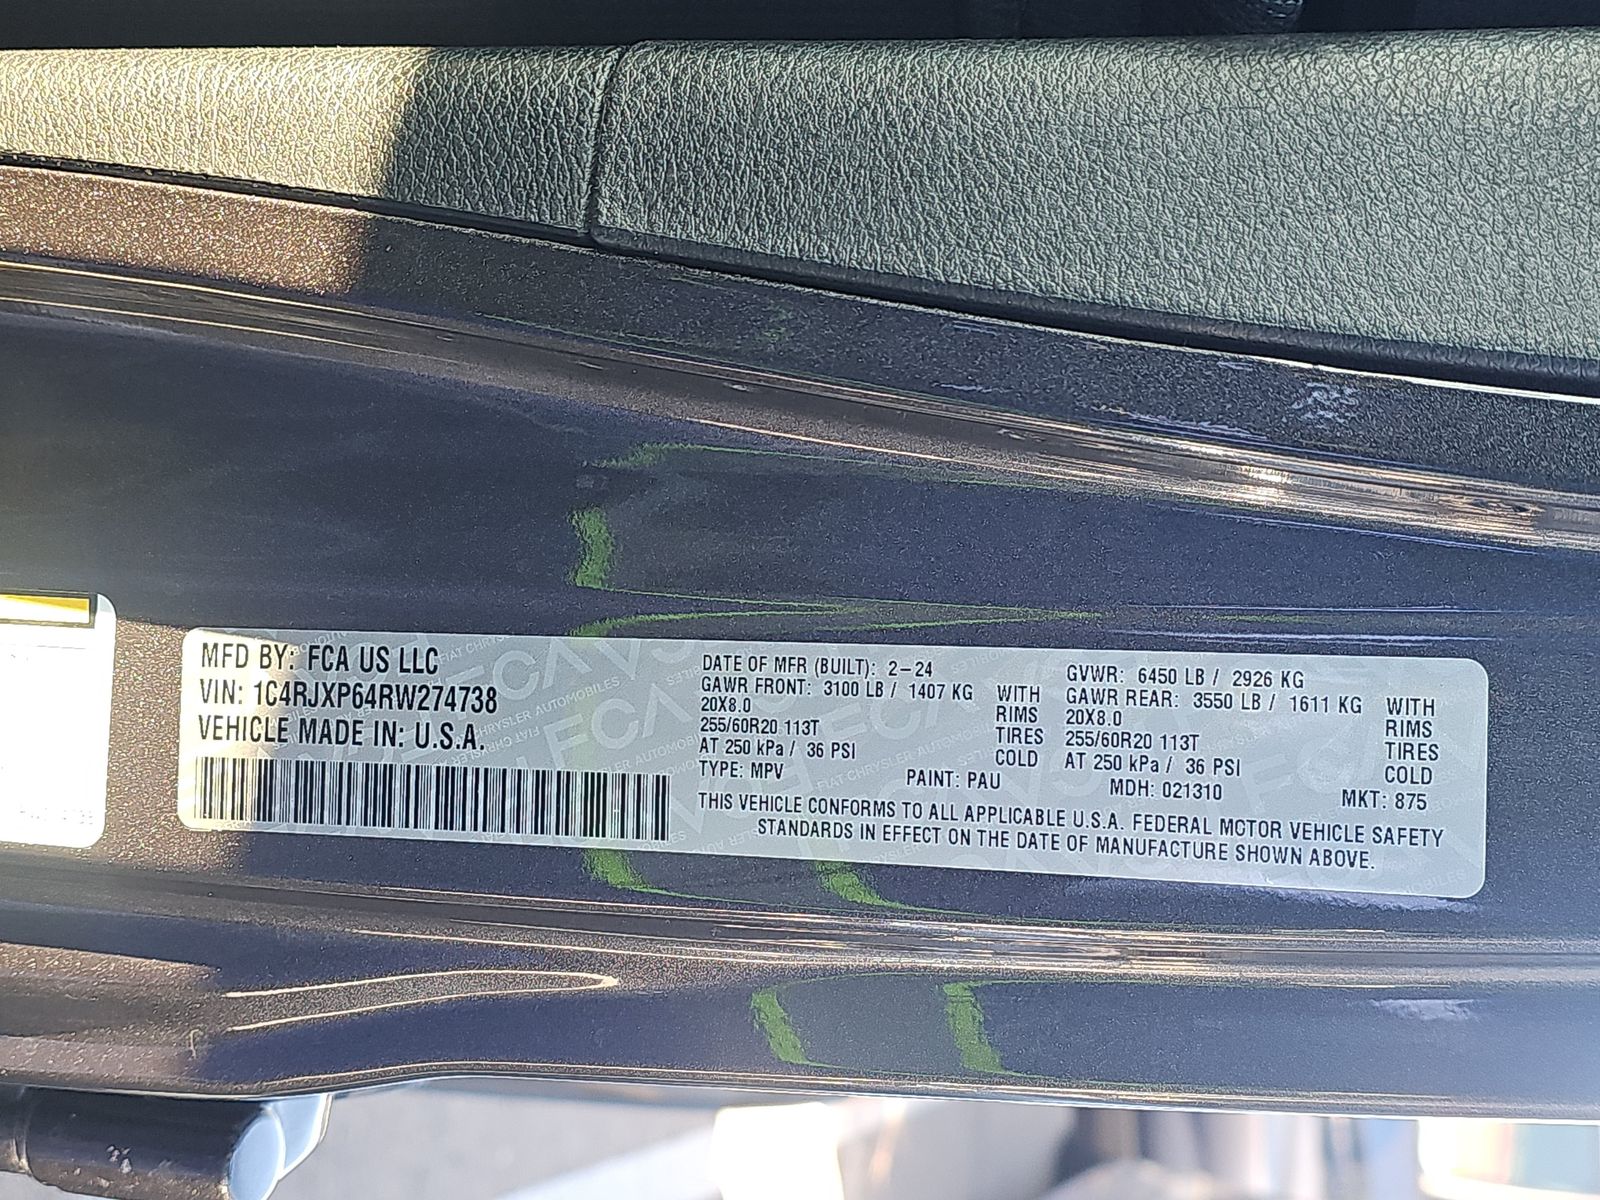 MFD BY: FCA US LLC
VIN: 1C4RJXP64RW274738
VEHICLE MADE IN: U.S.A.
DATE OF MFR (BUILT): 2-24
GAWR FRONT: 3100 LB / 1407 KG WITH
20X8.0 RIMS
255/60R20 113T TIRES
AT 250 kPa / 36 PSI COLD
GVWR: 6450 LB / 2926 KG
GAWR REAR: 3550 LB / 1611 KG WITH
20X8.0 RIMS
255/60R20 113T TIRES
AT 250 kPa / 36 PSI COLD
TYPE: MPV PAINT: PAU MDH: 021310 MKT: 875
THIS VEHICLE CONFORMS TO ALL APPLICABLE U.S.A. FEDERAL MOTOR VEHICLE SAFETY
STANDARDS IN EFFECT ON THE DATE OF MANUFACTURE SHOWN ABOVE.